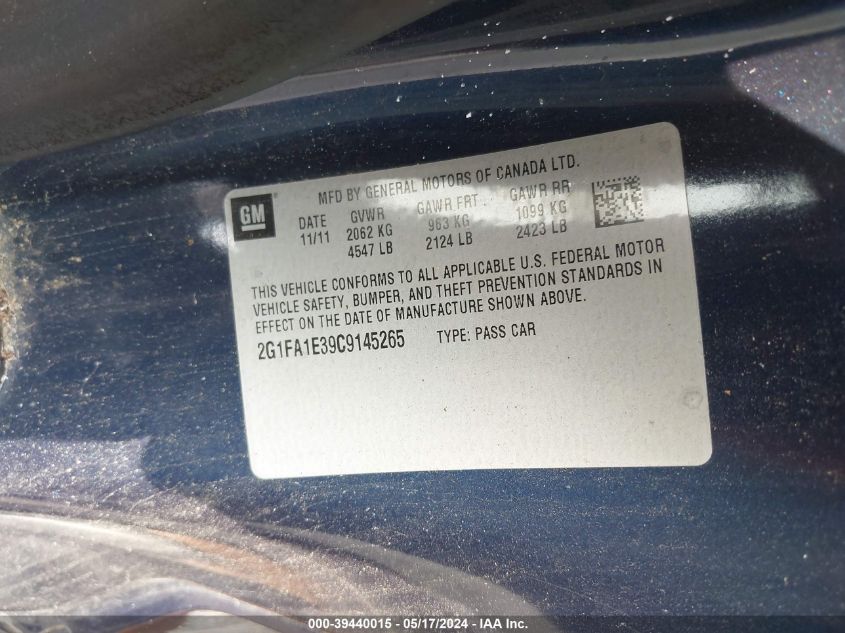 MFD BY GENERAL MOTORS OF CANADA LTD.
GM
DATE GVWR GAWR FRT GAWR RR
11/11 2062 KG 963 KG 1099 KG
4547 LB 2124 LB 2423 LB
THIS VEHICLE CONFORMS TO ALL APPLICABLE U.S. FEDERAL MOTOR
VEHICLE SAFETY, BUMPER, AND THEFT PREVENTION STANDARDS IN
EFFECT ON THE DATE OF MANUFACTURE SHOWN ABOVE.
2G1FA1E39C9145265 TYPE: PASS CAR
000-39440015 - 05/17/2024 - IAA Inc.